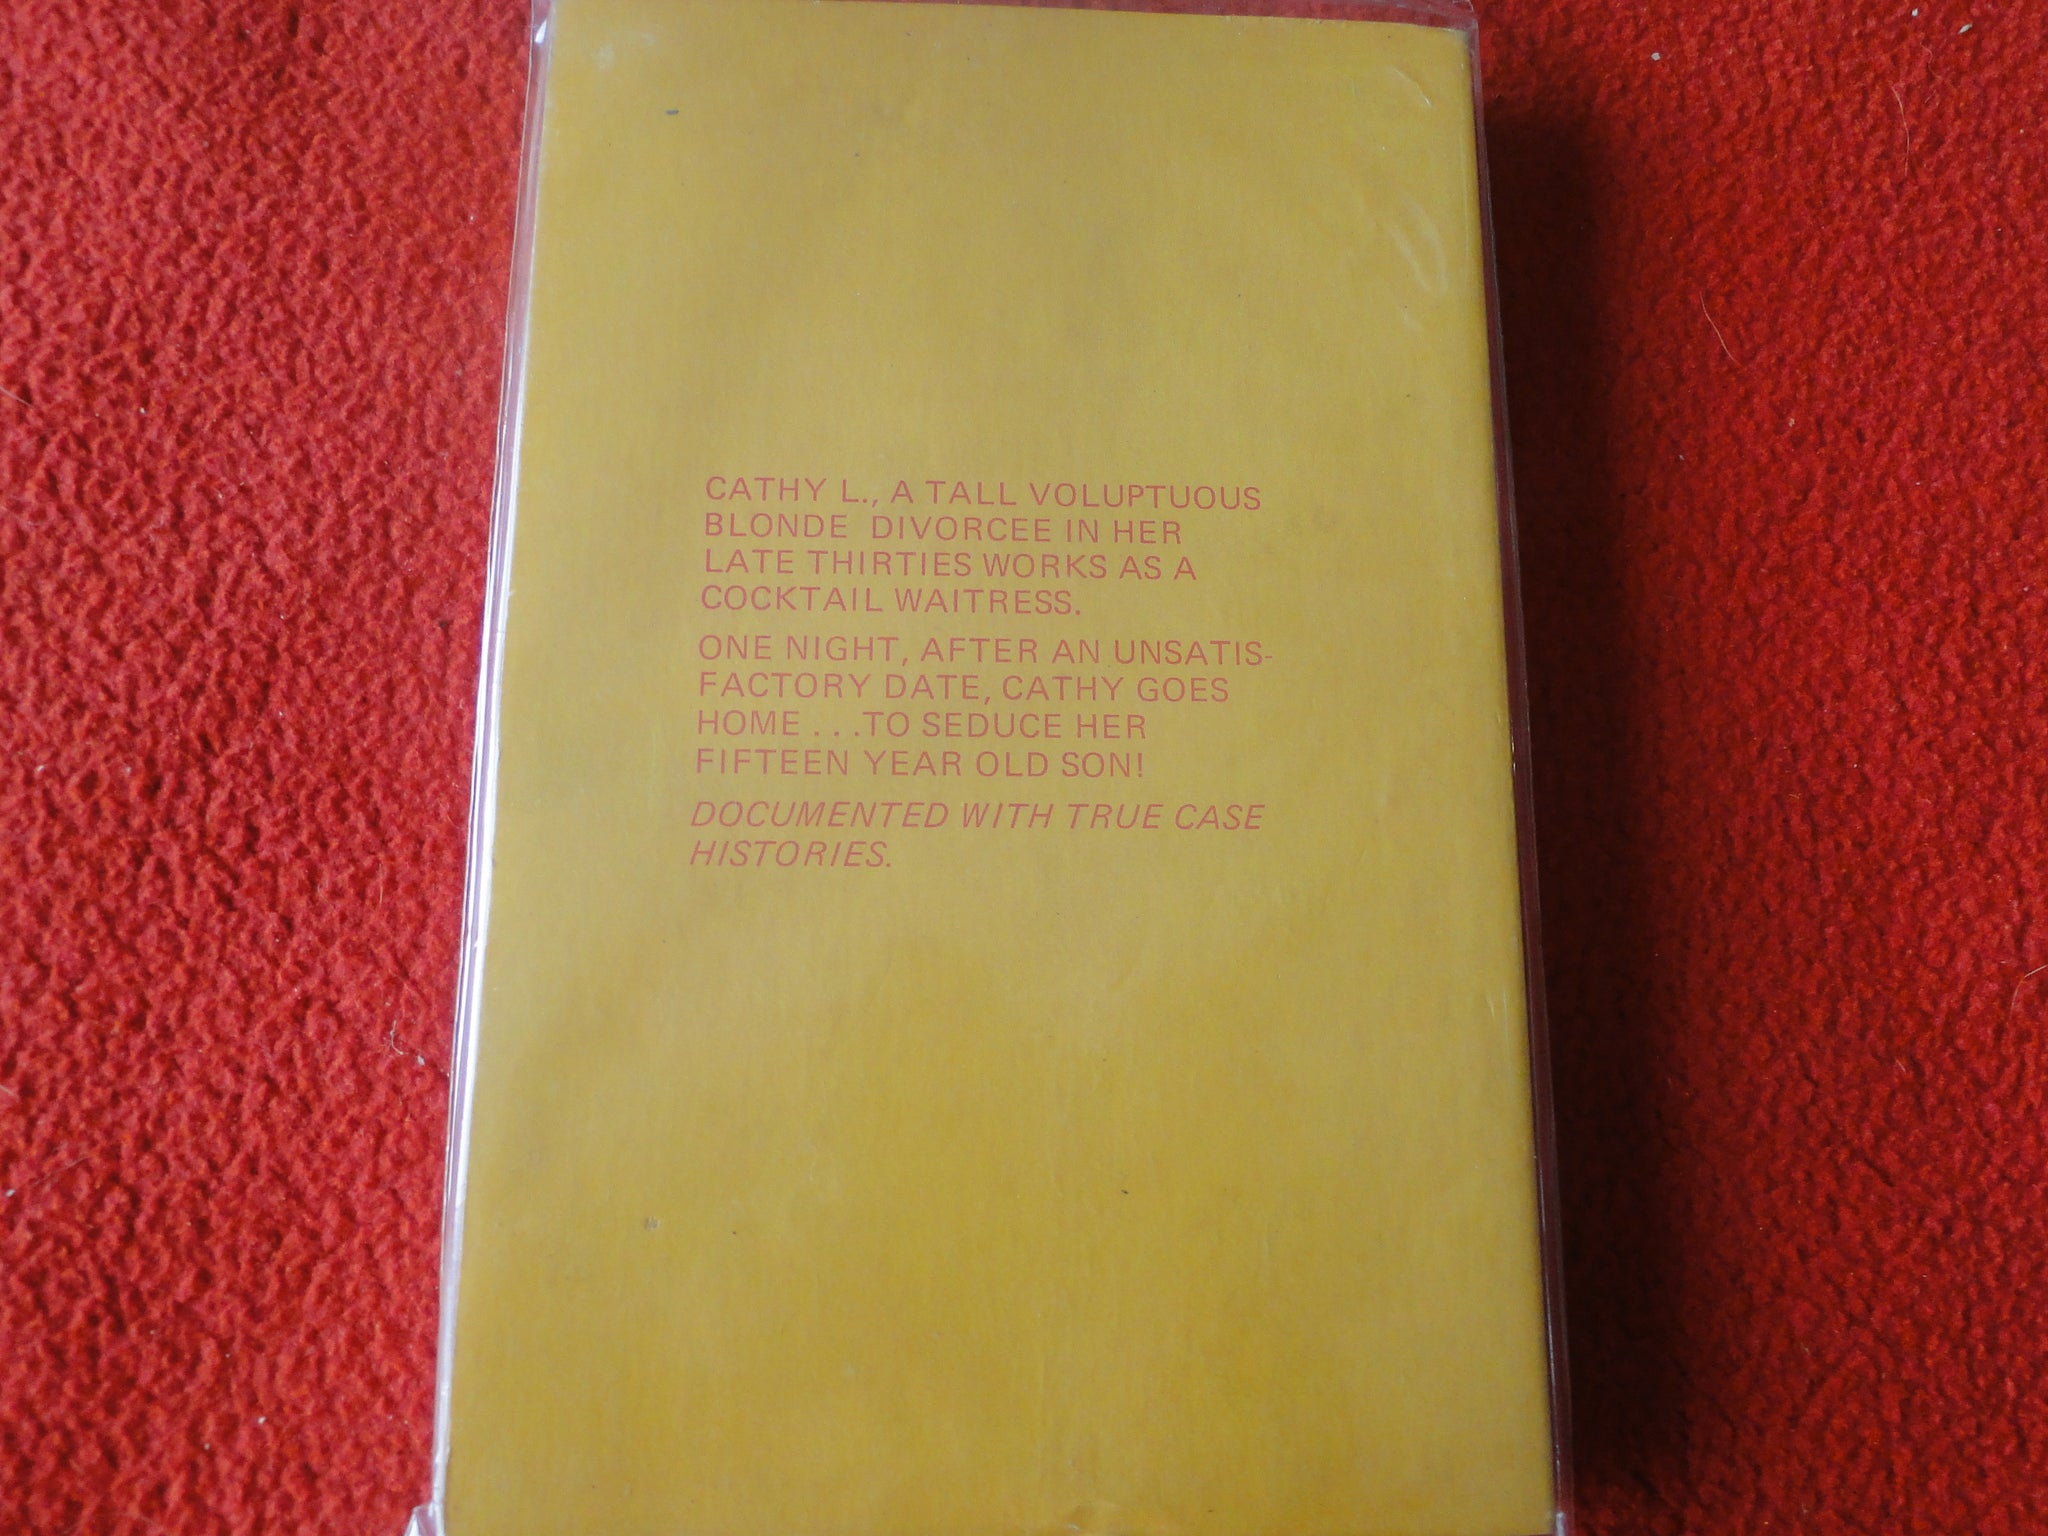 CATHY L., A TALL VOLUPTUOUS
BLONDE DIVORCEE IN HER
LATE THIRTIES WORKS AS A
COCKTAIL WAITRESS.
ONE NIGHT, AFTER AN UNSATIS-
FACTORY DATE, CATHY GOES
HOME . . .TO SEDUCE HER
FIFTEEN YEAR OLD SON!
DOCUMENTED WITH TRUE CASE
HISTORIES.